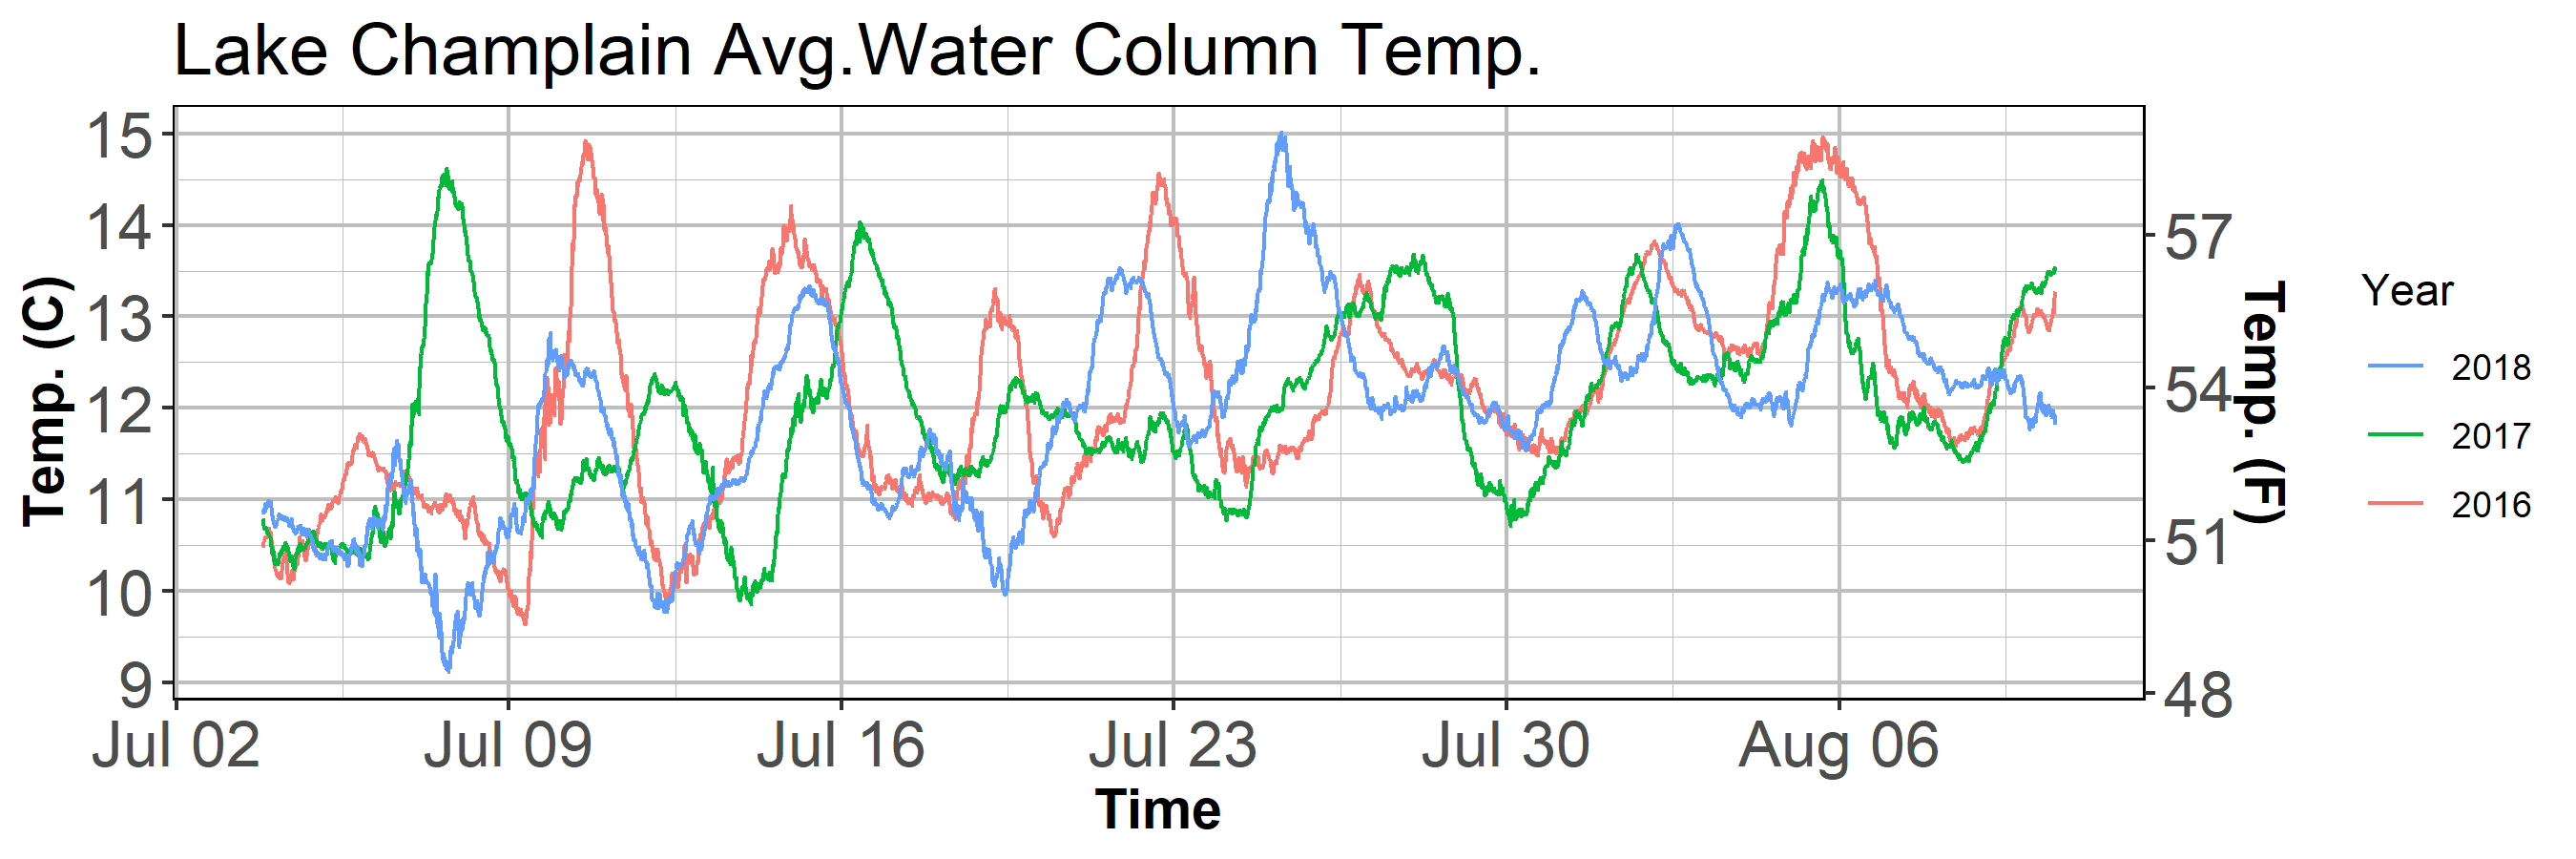 Lake Champlain Avg.Water Column Temp.
15
14
13
12
11
10
9
Temp. (C)
57
54
51
48
Temp. (F)
Jul 02 Jul 09 Jul 16 Jul 23 Jul 30 Aug 06
Time
Year
2018
2017
2016